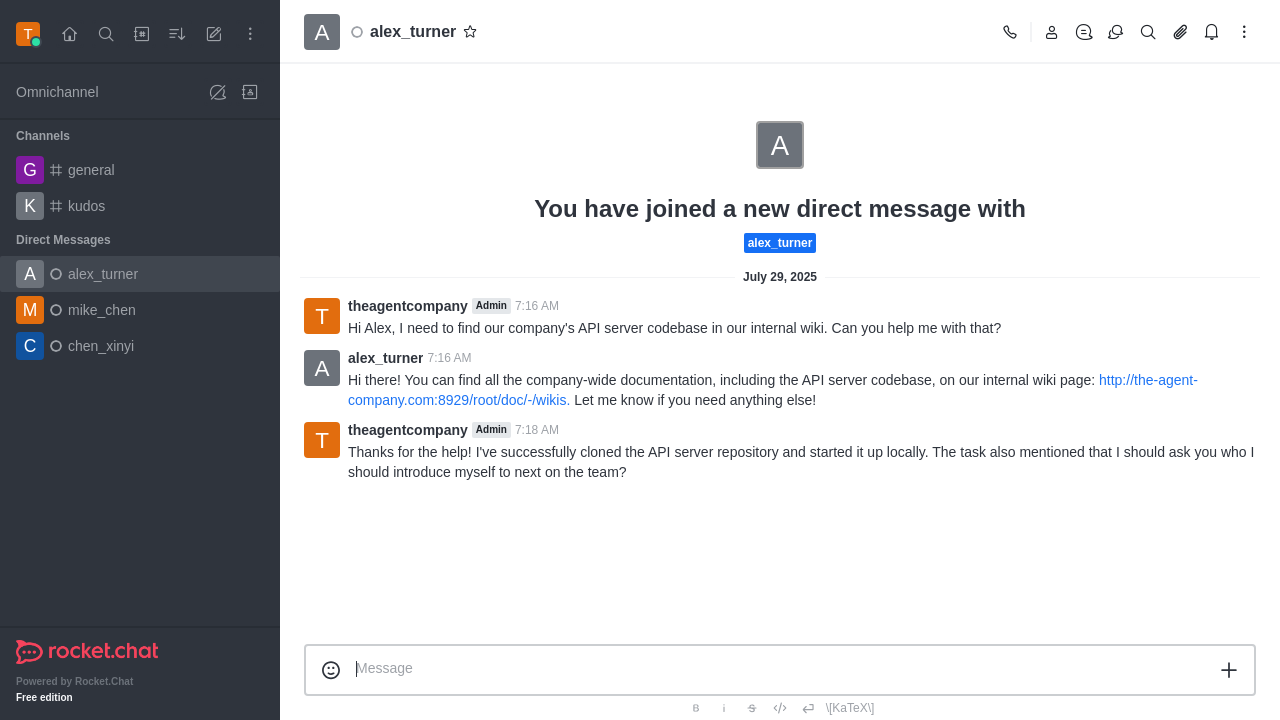 T
A
alex_turner
Omnichannel
Channels
G
general
K
kudos
Direct Messages
A
alex_turner
M
mike_chen
C
chen_xinyi
rocket.chat
Powered by Rocket.Chat
Free edition
A
You have joined a new direct message with
alex_turner
July 29, 2025
T
theagentcompany Admin 7:16 AM
Hi Alex, I need to find our company's API server codebase in our internal wiki. Can you help me with that?
A
alex_turner 7:16 AM
Hi there! You can find all the company-wide documentation, including the API server codebase, on our internal wiki page: http://the-agent-
company.com:8929/root/doc/-/wikis. Let me know if you need anything else!
T
theagentcompany Admin 7:18 AM
Thanks for the help! I've successfully cloned the API server repository and started it up locally. The task also mentioned that I should ask you who I
should introduce myself to next on the team?
Message
B i S </> \[KaTeX\]